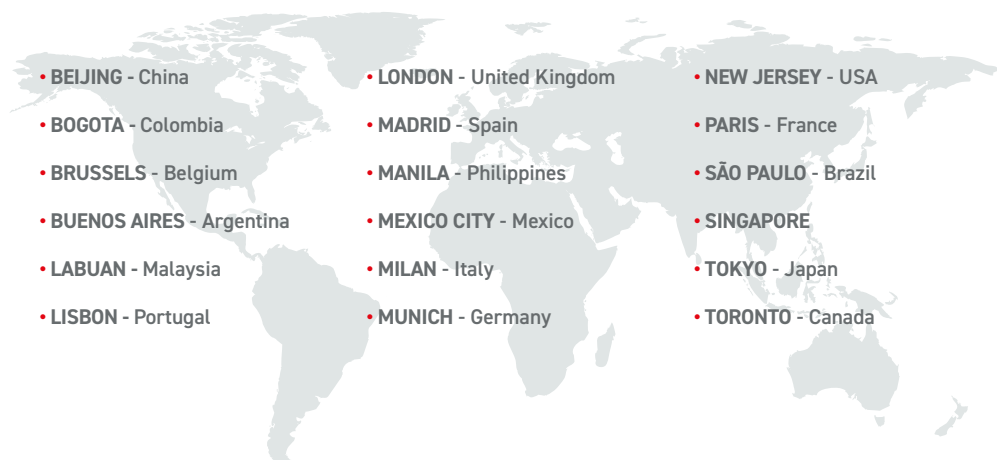 • BEIJING - China
• BOGOTA - Colombia
• BRUSSELS - Belgium
• BUENOS AIRES - Argentina
• LABUAN - Malaysia
• LISBON - Portugal
• LONDON - United Kingdom
• MADRID - Spain
• MANILA - Philippines
• MEXICO CITY - Mexico
• MILAN - Italy
• MUNICH - Germany
• NEW JERSEY - USA
• PARIS - France
• SÃO PAULO - Brazil
• SINGAPORE
• TOKYO - Japan
• TORONTO - Canada